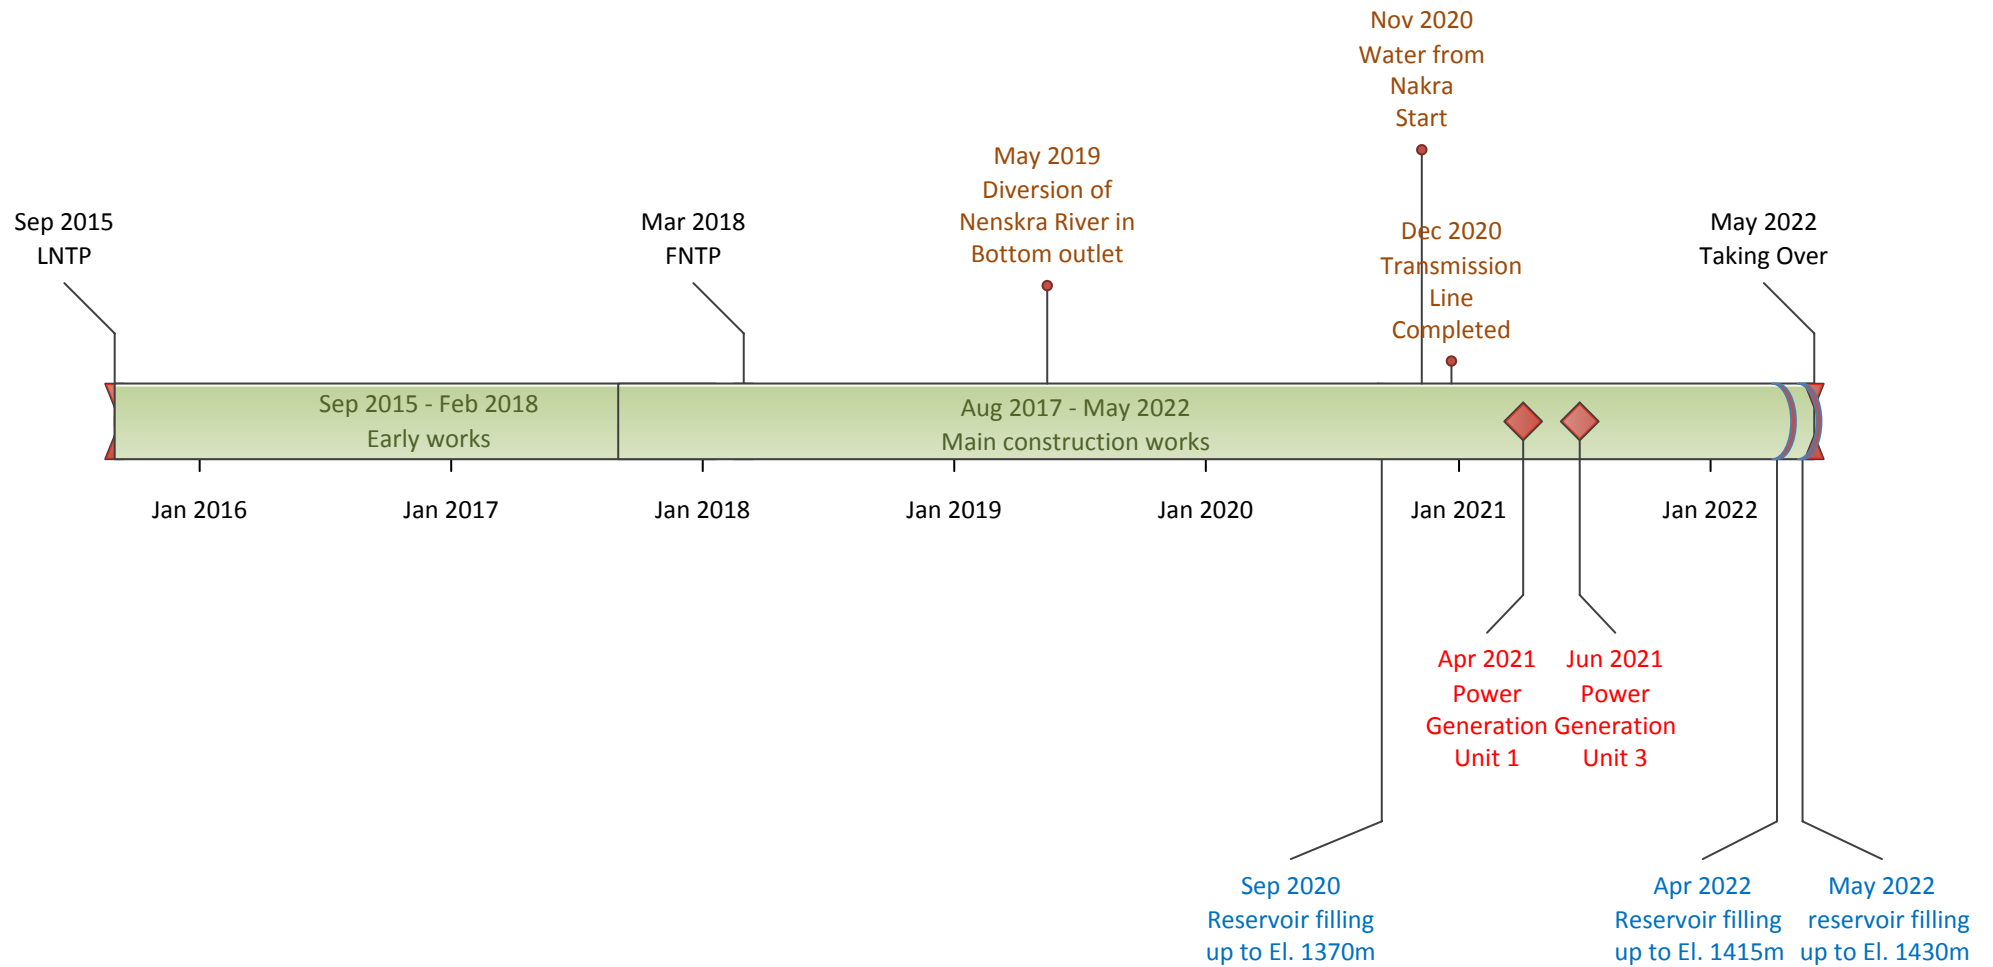 Nov 2020
Water from
Nakra
Start
May 2019
Diversion of
Nenskra River in
Bottom outlet
Sep 2015
LNTP
Mar 2018
FNTP
Dec 2020
Transmission
Line
Completed
May 2022
Taking Over
Sep 2015 - Feb 2018
Early works
Aug 2017 - May 2022
Main construction works
Jan 2016
Jan 2017
Jan 2018
Jan 2019
Jan 2020
Jan 2021
Jan 2022
Apr 2021
Power
Generation
Unit 1
Jun 2021
Power
Generation
Unit 3
Sep 2020
Reservoir filling
up to El. 1370m
Apr 2022
Reservoir filling
up to El. 1415m
May 2022
reservoir filling
up to El. 1430m